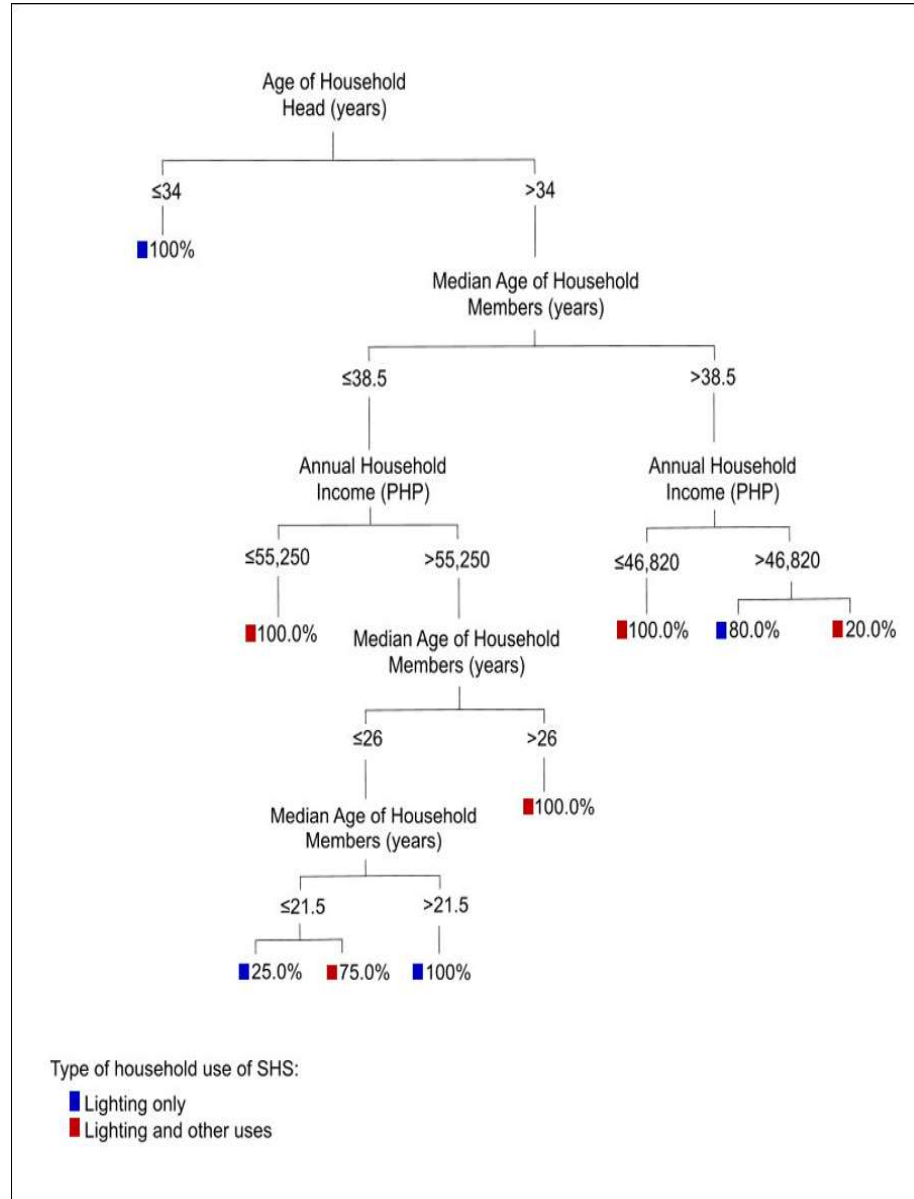 Age of Household
Head (years)
≤34
>34
100%
Median Age of Household
Members (years)
≤38.5
>38.5
Annual Household
Income (PHP)
Annual Household
Income (PHP)
≤55,250
>55,250
≤46,820
>46,820
100.0%
100.0%
80.0%
20.0%
Median Age of Household
Members (years)
≤26
>26
100.0%
Median Age of Household
Members (years)
≤21.5
>21.5
25.0%
75.0%
100%
Type of household use of SHS:
Lighting only
Lighting and other uses